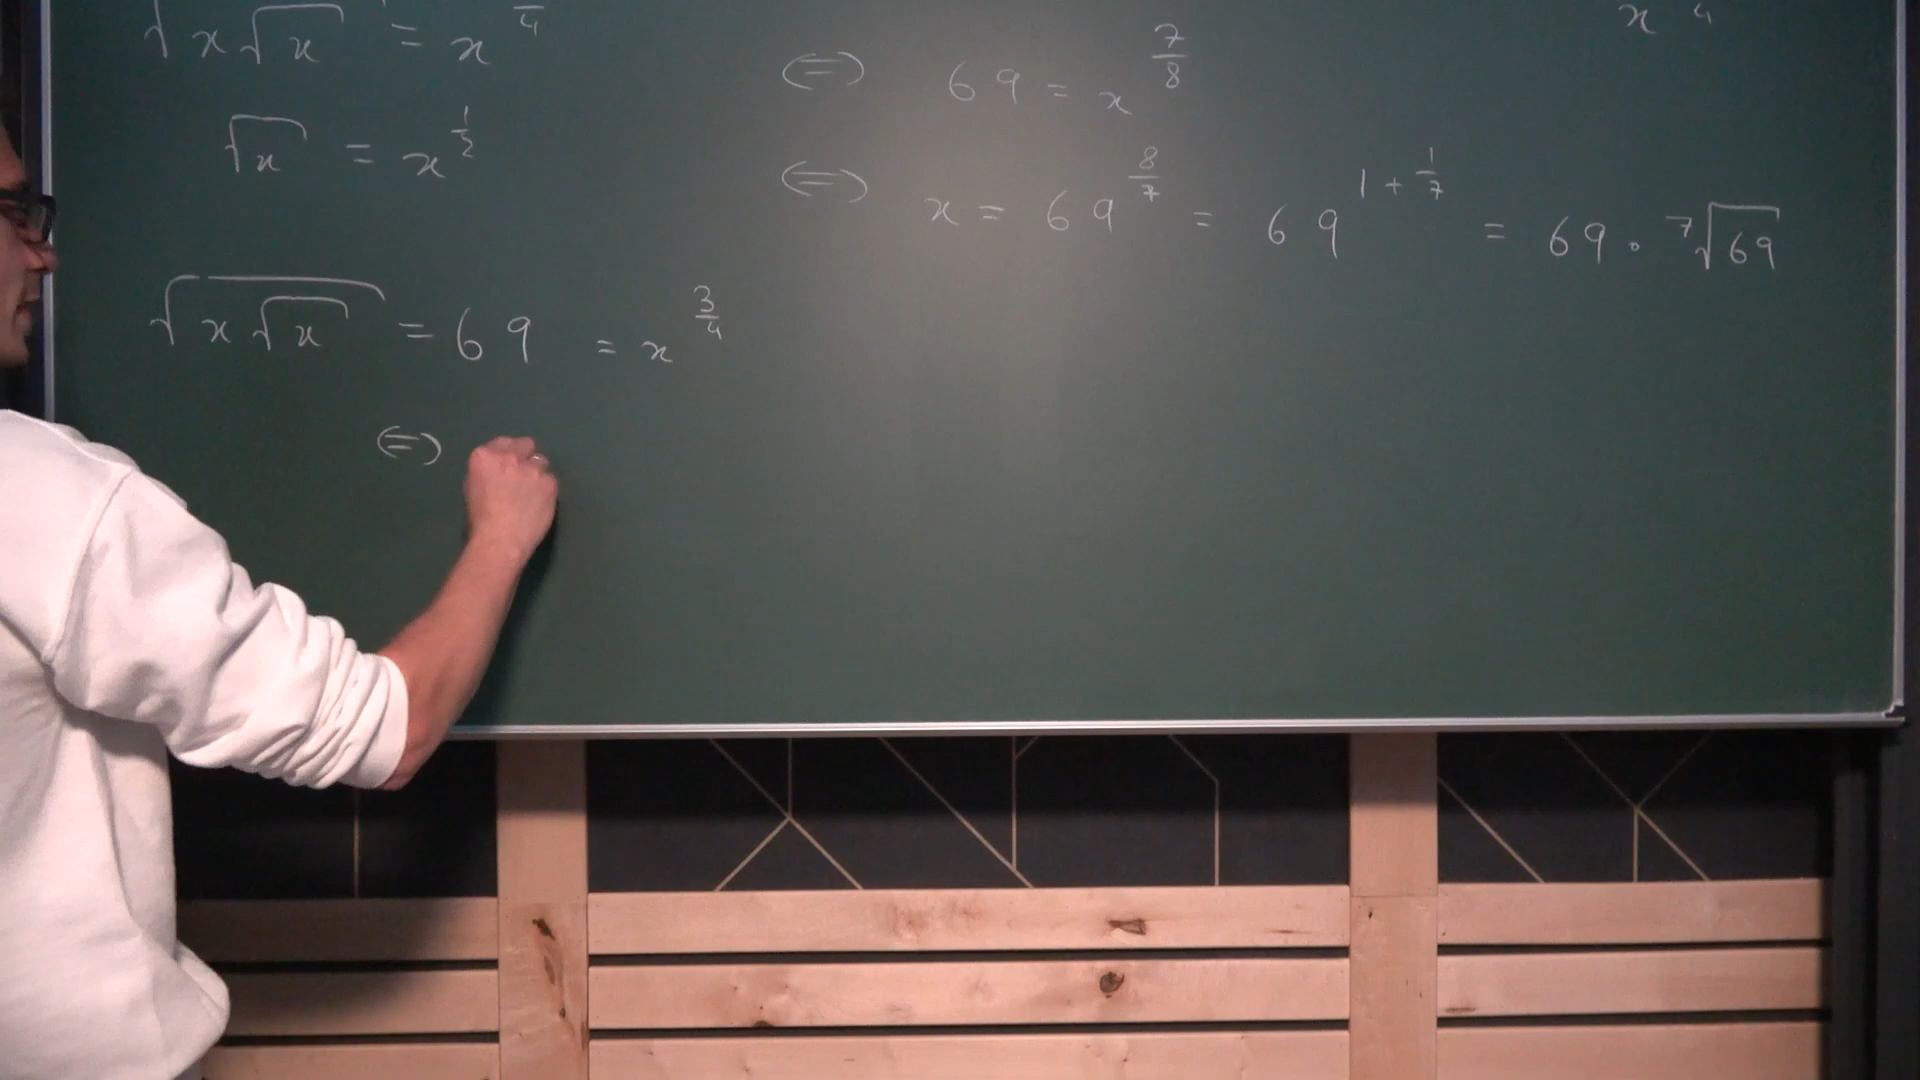 √(x√x) = x^(/4)
√x = x^(1/2)
√(x√x) = 69 = x^(3/4)
⇔
x 4
⇔ 69 = x^(7/8)
⇔ x = 69^(8/7) = 69^(1 + 1/7) = 69 · ⁷√69